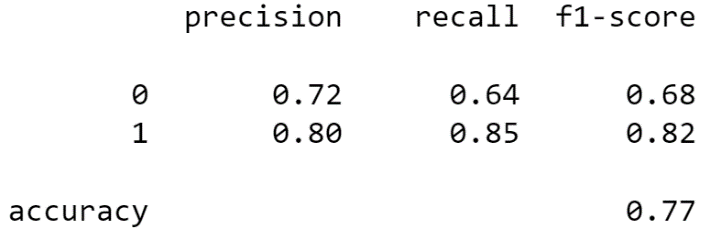 precision recall f1-score
0 0.72 0.64 0.68
1 0.80 0.85 0.82
accuracy 0.77